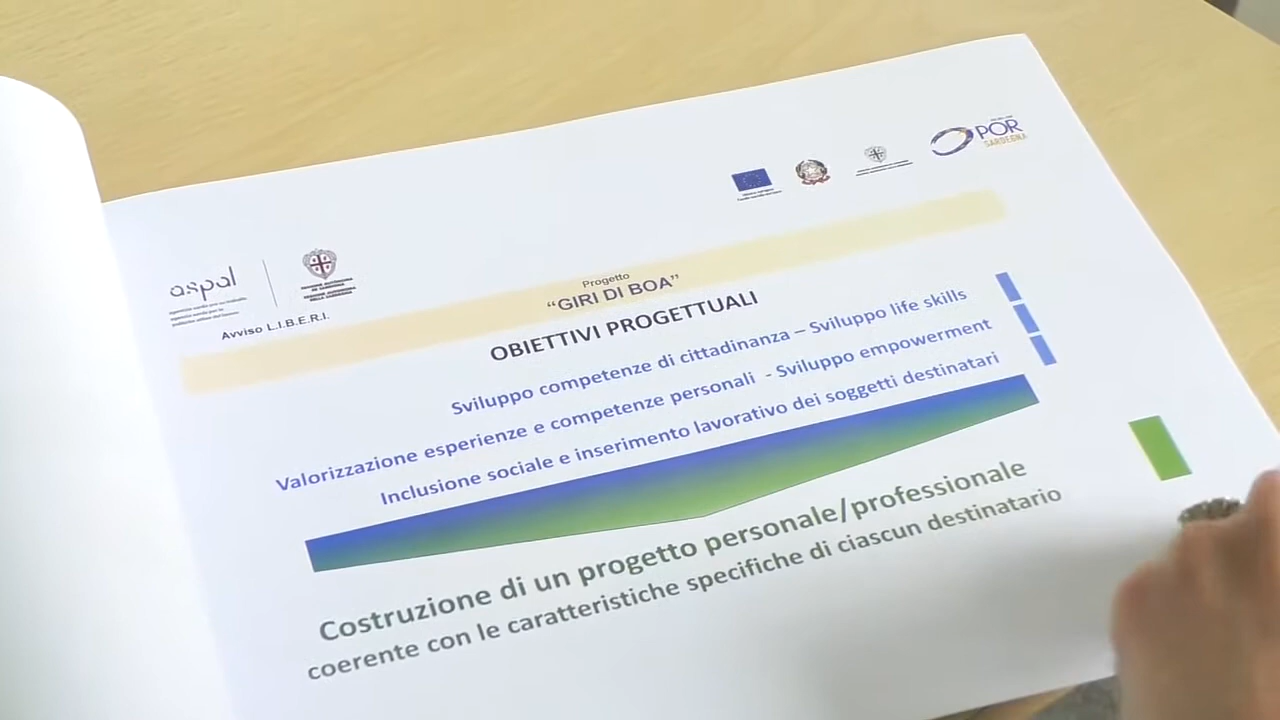 POR
SARDEGNA
aspal
Avviso L.I.B.E.R.I.
Progetto
“GIRI DI BOA”
OBIETTIVI PROGETTUALI
Sviluppo competenze di cittadinanza – Sviluppo life skills
Valorizzazione esperienze e competenze personali - Sviluppo empowerment
Inclusione sociale e inserimento lavorativo dei soggetti destinatari
Costruzione di un progetto personale/professionale
coerente con le caratteristiche specifiche di ciascun destinatario